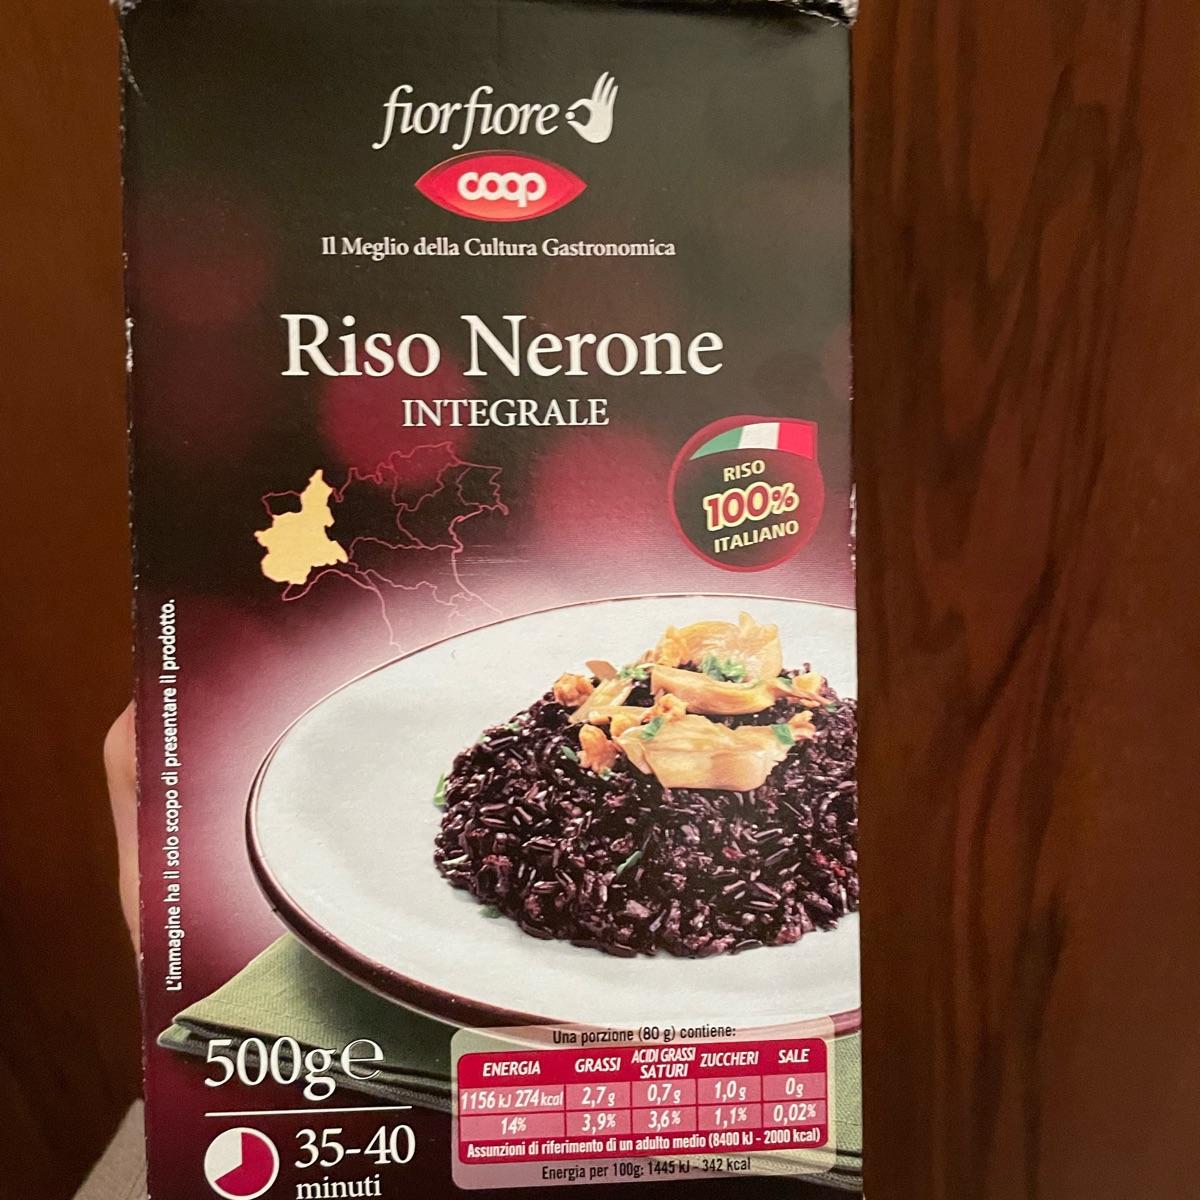 fiorfiore
coop
Il Meglio della Cultura Gastronomica
Riso Nerone
INTEGRALE
RISO
100%
ITALIANO
L'immagine ha il solo scopo di presentare il prodotto.
500g℮
35-40
minuti
Una porzione (80 g) contiene:
ENERGIA GRASSI ACIDI GRASSI SATURI ZUCCHERI SALE
1156 kJ 274 kcal 2,7 g 0,7 g 1,0 g 0g
14% 3,9% 3,6% 1,1% 0,02%
Assunzioni di riferimento di un adulto medio (8400 kJ - 2000 kcal)
Energia per 100g: 1445 kJ - 342 kcal